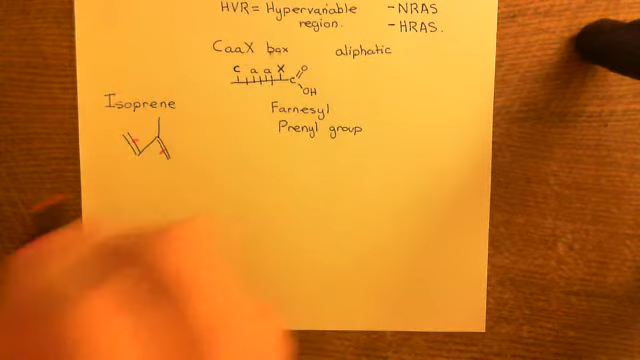 HVR = Hypervariable - NRAS
region. - HRAS.
CaaX box aliphatic
C a a X
C O
OH
Isoprene
Farnesyl
Prenyl group